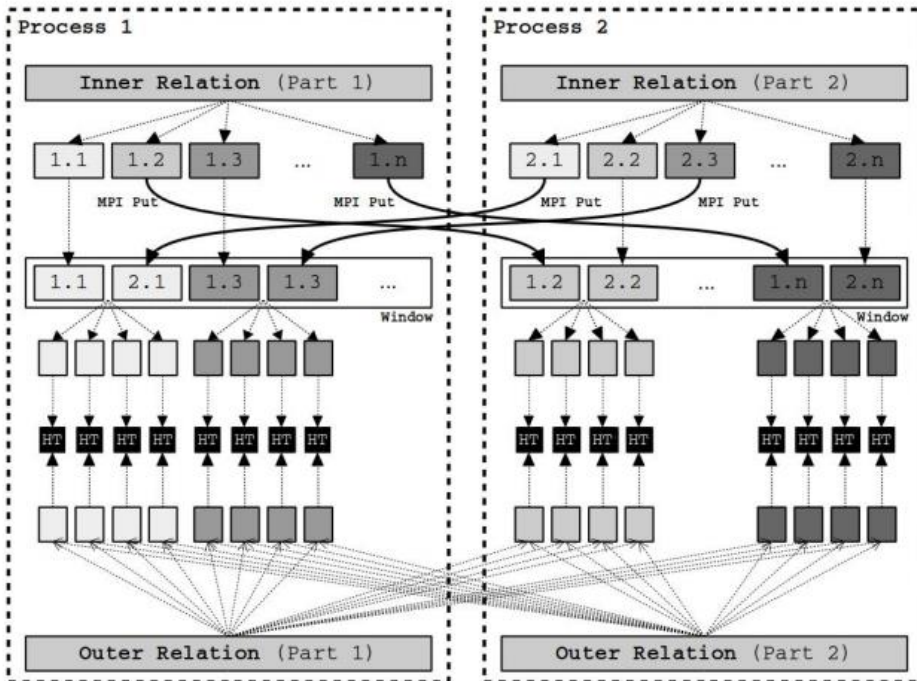 Process 1 Process 2
Inner Relation (Part 1) Inner Relation (Part 2)
1.1 1.2 1.3 ... 1.n 2.1 2.2 2.3 ... 2.n
MPI Put MPI Put MPI Put MPI Put
1.1 2.1 1.3 1.3 ... 1.2 2.2 ... 1.n 2.n
Window Window
HT HT HT HT HT HT HT HT HT HT HT HT HT HT HT HT
Outer Relation (Part 1) Outer Relation (Part 2)